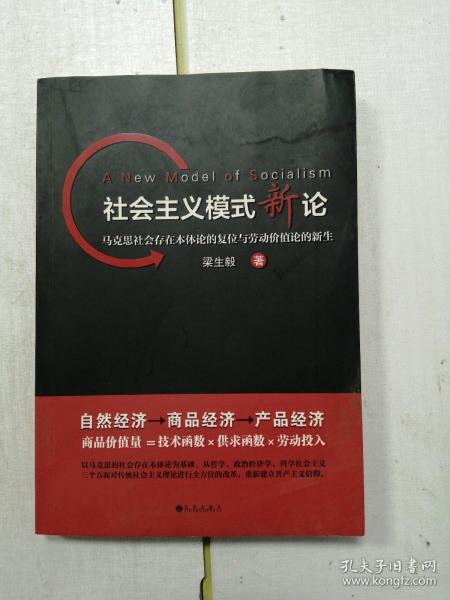 A New Model of Socialism
社会主义模式新论
马克思社会存在本体论的复位与劳动价值论的新生
梁生毅 著
自然经济→商品经济→产品经济
商品价值量=技术函数×供求函数×劳动投入
以马克思的社会存在本体论为基础，从哲学、政治经济学、科学社会主义
三个方面对传统社会主义理论进行全方位的改革，重新建立共产主义信仰。
孔夫子旧书网
www.kongfz.com